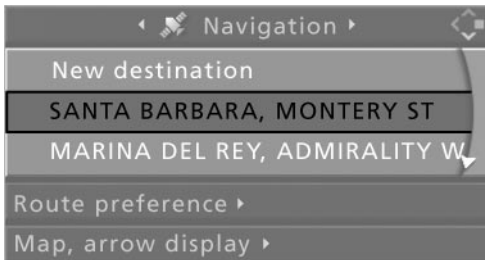 Navigation
New destination
SANTA BARBARA, MONTERY ST
MARINA DEL REY, ADMIRALITY W
Route preference
Map, arrow display